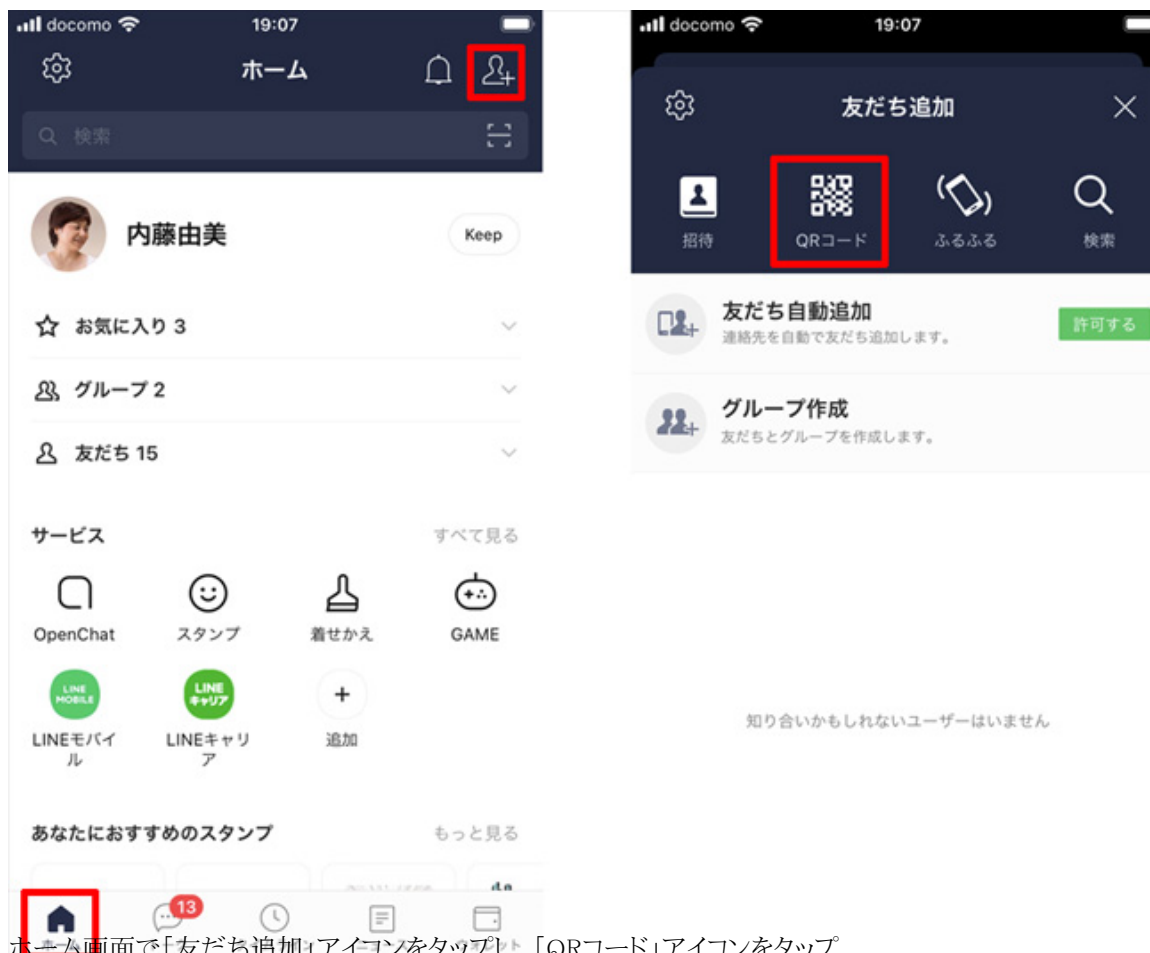 docomo 19:07
ホーム
検索
内藤由美
Keep
お気に入り 3
グループ 2
友だち 15
サービス
すべて見る
OpenChat
スタンプ
着せかえ
GAME
LINE
MOBILE
LINE
キャリア
LINEモバイ
ル
LINEキャリ
ア
追加
あなたにおすすめのスタンプ
もっと見る
13
docomo 19:07
友だち追加
招待
QRコード
ふるふる
検索
友だち自動追加
連絡先を自動で友だち追加します。
許可する
グループ作成
友だちとグループを作成します。
知り合いかもしれないユーザーはいません
ホーム画面で「友だち追加」アイコンをタップし、「QRコード」アイコンをタップ